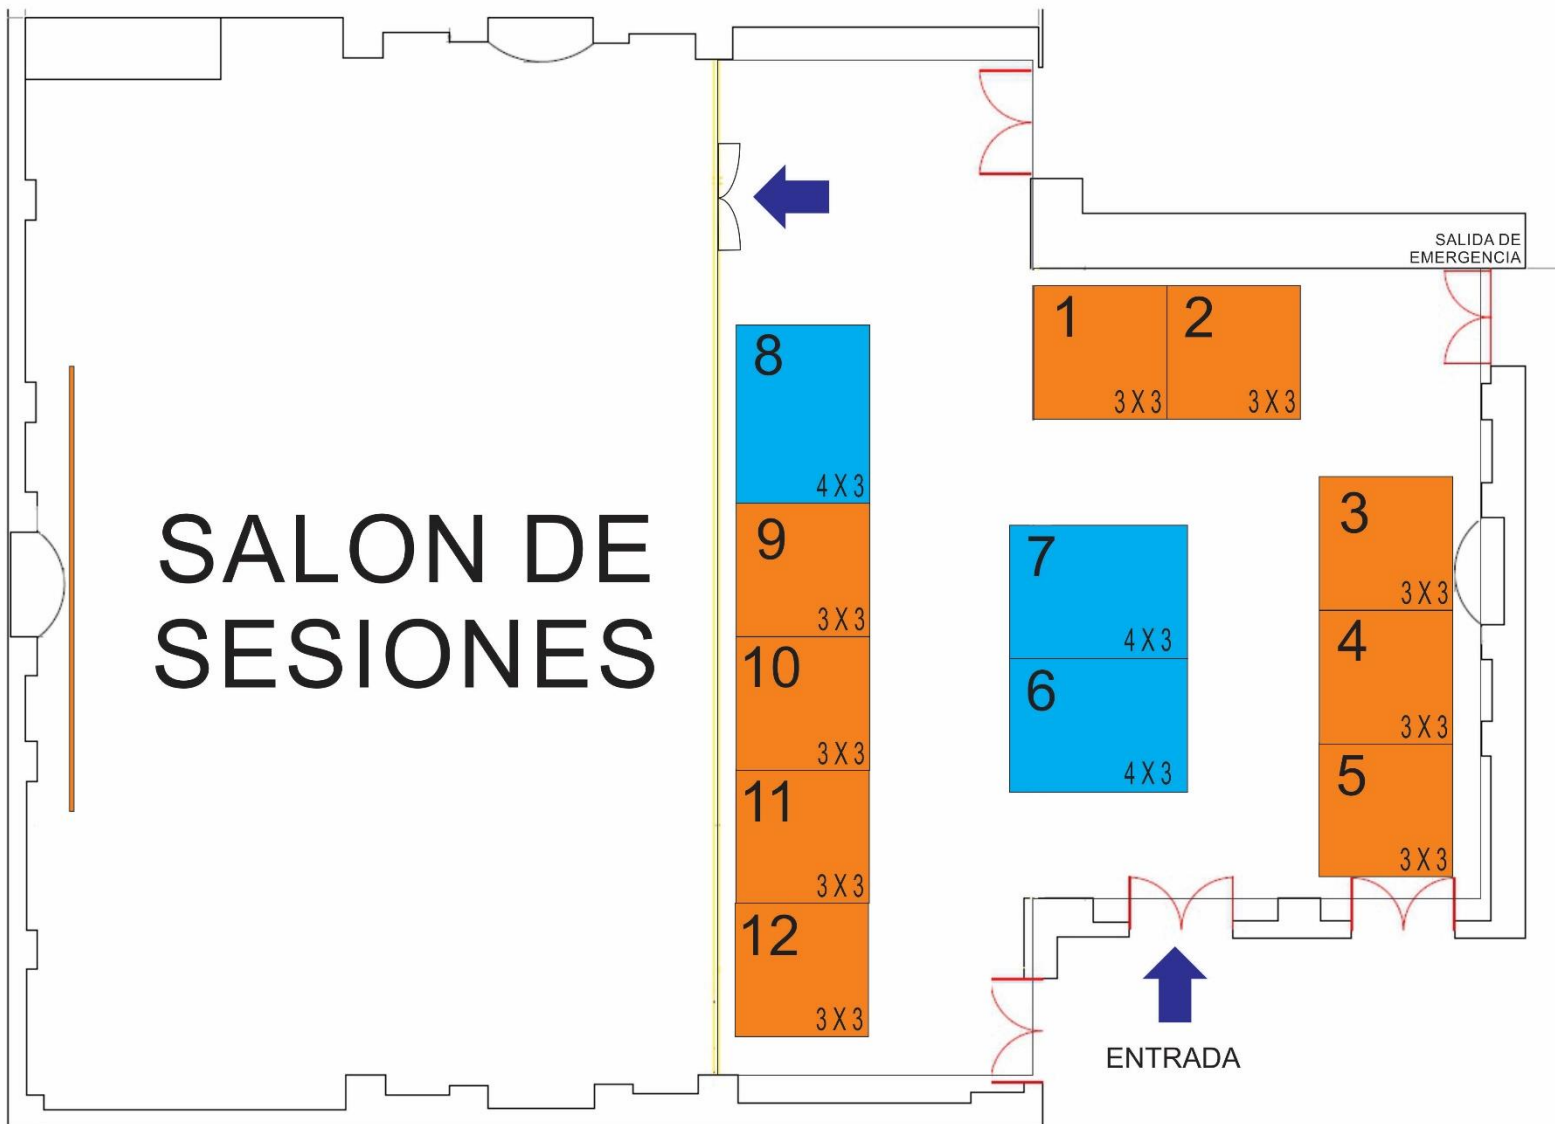 SALIDA DE
EMERGENCIA
1
3 X 3
2
3 X 3
8
4 X 3
3
3 X 3
9
3 X 3
7
4 X 3
4
3 X 3
10
3 X 3
6
4 X 3
5
3 X 3
11
3 X 3
12
3 X 3
SALON DE
SESIONES
ENTRADA